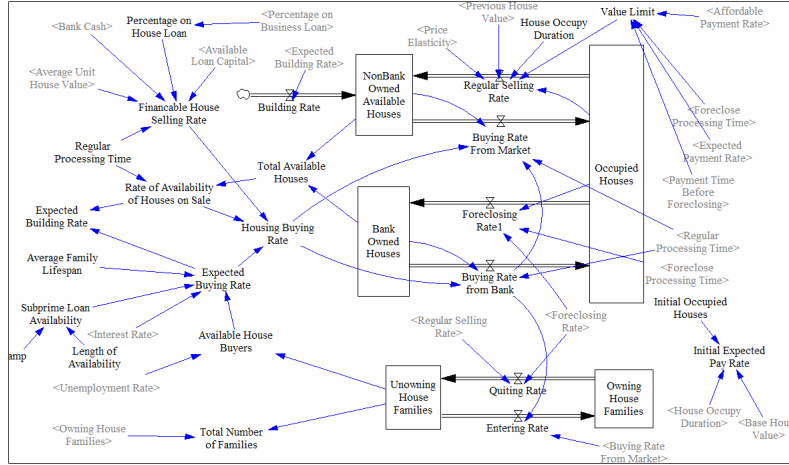 <Bank Cash>
Percentage on
House Loan
<Percentage on
Business Loan>
<Available
Loan Capital>
<Expected
Building Rate>
<Average Unit
House Value>
Financable House
Selling Rate
Building Rate
NonBank
Owned
Available
Houses
<Price
Elasticity>
<Previous House
Value>
House Occupy
Duration
Value Limit
<Affordable
Payment Rate>
Regular Selling
Rate
Buying Rate
From Market
<Foreclose
Processing Time>
<Expected
Payment Rate>
<Payment Time
Before
Foreclosing>
Regular
Processing Time
Total Available
Houses
Rate of Availability
of Houses on Sale
Expected
Building Rate
Housing Buying
Rate
Bank
Owned
Houses
Foreclosing
Rate1
Occupied
Houses
<Regular
Processing Time>
<Foreclose
Processing Time>
Average Family
Lifespan
Expected
Buying Rate
Buying Rate
from Bank
Initial Occupied
Houses
Subprime Loan
Availability
<Interest Rate>
Available House
Buyers
<Regular Selling
Rate>
<Foreclosing
Rate>
amp
Length of
Availability
Initial Expected
Pay Rate
<Unemployment Rate>
Unowning
House
Families
Quiting Rate
Entering Rate
Owning
House
Families
<House Occupy
Duration>
<Base Hou
Value>
<Owning House
Families>
Total Number
of Families
<Buying Rate
From Market>